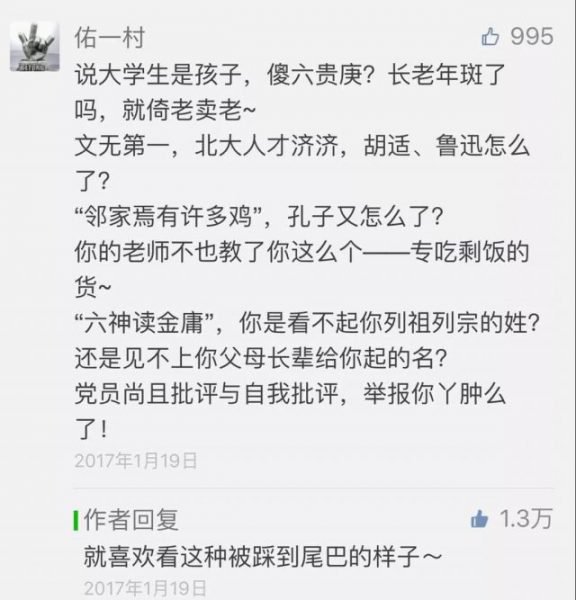 佑一村 995
说大学生是孩子，傻六贵庚？长老年斑了
吗，就倚老卖老~
文无第一，北大人才济济，胡适、鲁迅怎么
了？
“邻家焉有许多鸡”，孔子又怎么了？
你的老师不也教了你这么个——专吃剩饭的
货~
“六神读金庸”，你是看不起你列祖列宗的姓？
还是见不上你父母长辈给你起的名？
党员尚且批评与自我批评，举报你丫肿么
了！
2017年1月19日
作者回复 1.3万
就喜欢看这种被踩到尾巴的样子～
2017年1月19日